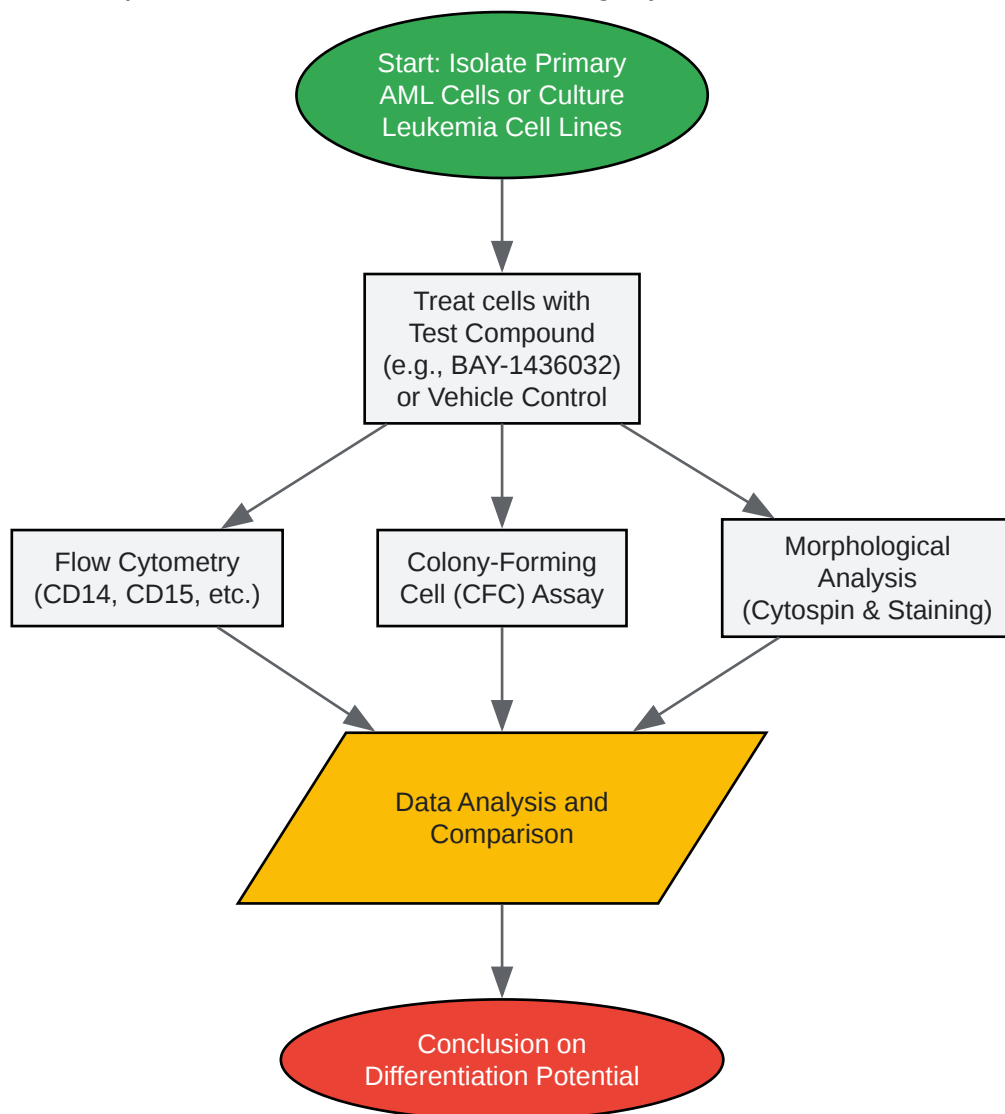 Start: Isolate Primary
AML Cells or Culture
Leukemia Cell Lines
Treat cells with
Test Compound
(e.g., BAY-1436032)
or Vehicle Control
Flow Cytometry
(CD14, CD15, etc.)
Colony-Forming
Cell (CFC) Assay
Morphological
Analysis
(Cytospin & Staining)
Data Analysis and
Comparison
Conclusion on
Differentiation Potential